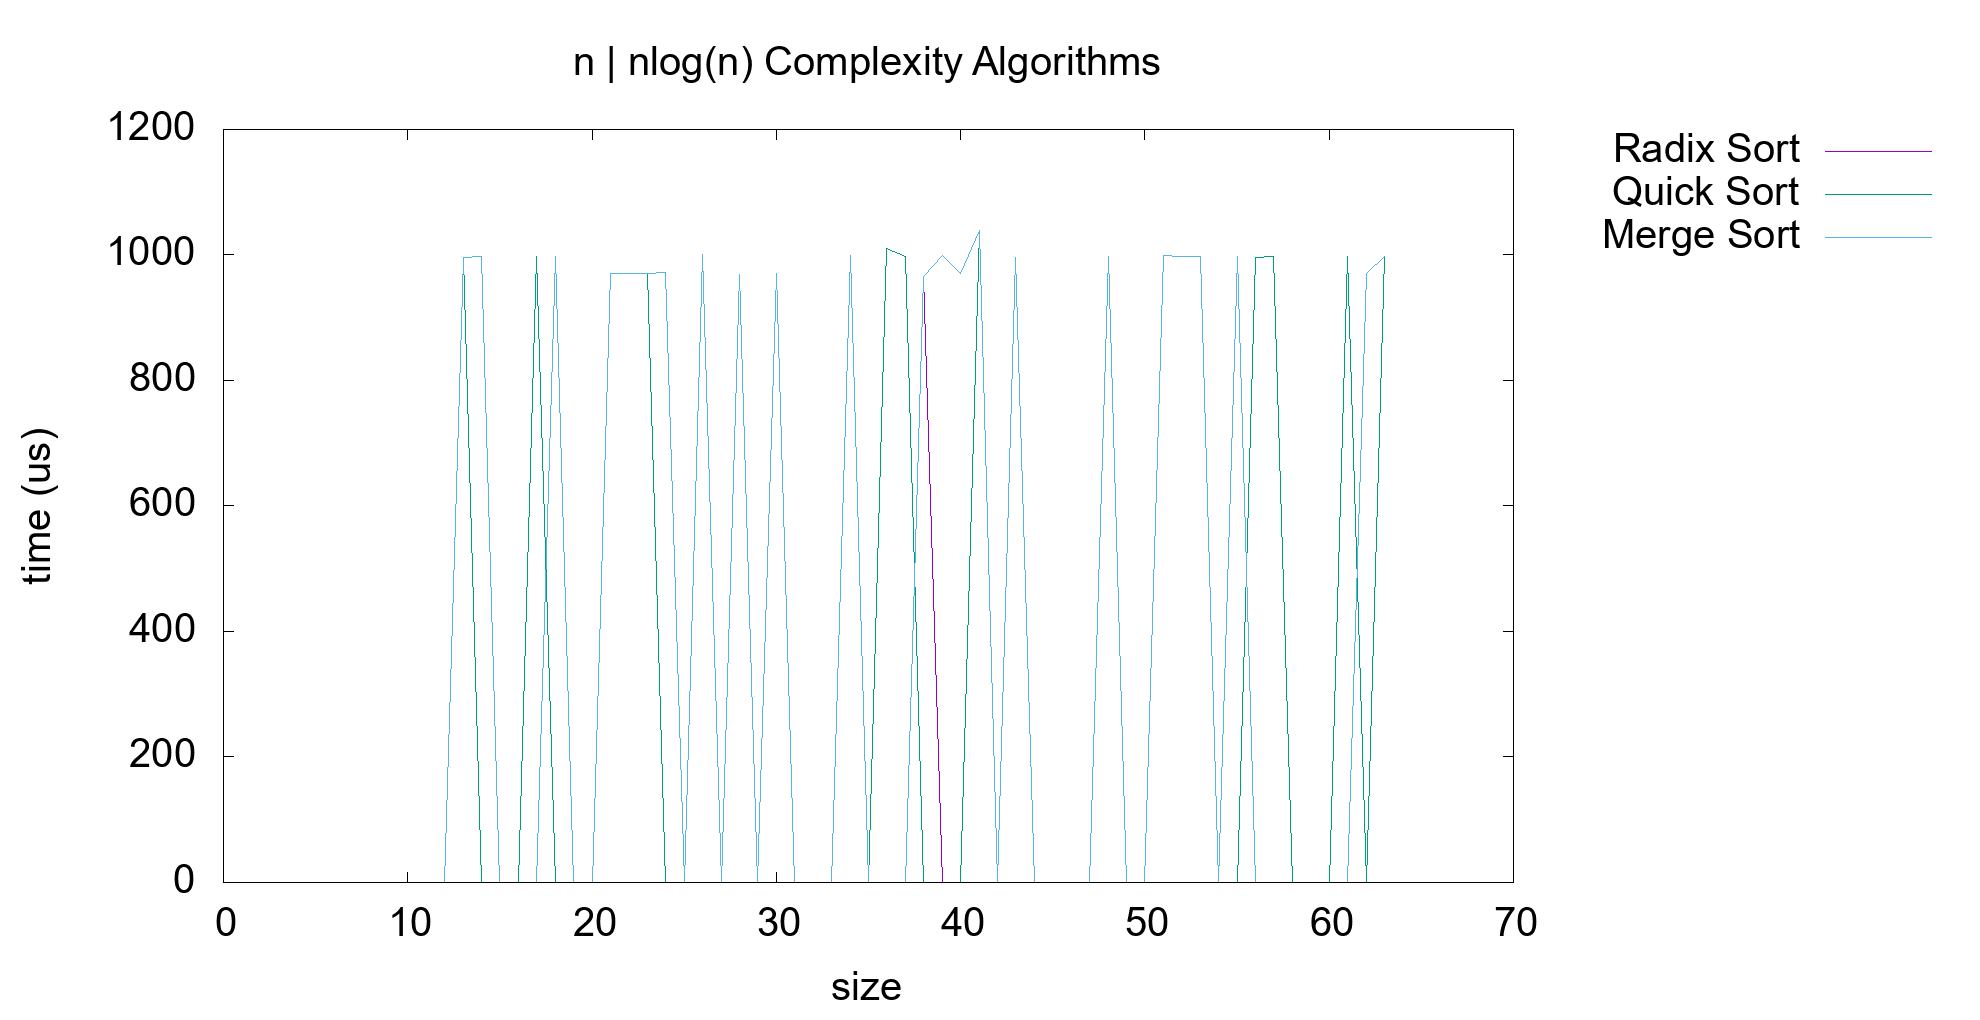 n | nlog(n) Complexity Algorithms
1200
1000
800
600
400
200
0
time (us)
0 10 20 30 40 50 60 70
size
Radix Sort
Quick Sort
Merge Sort